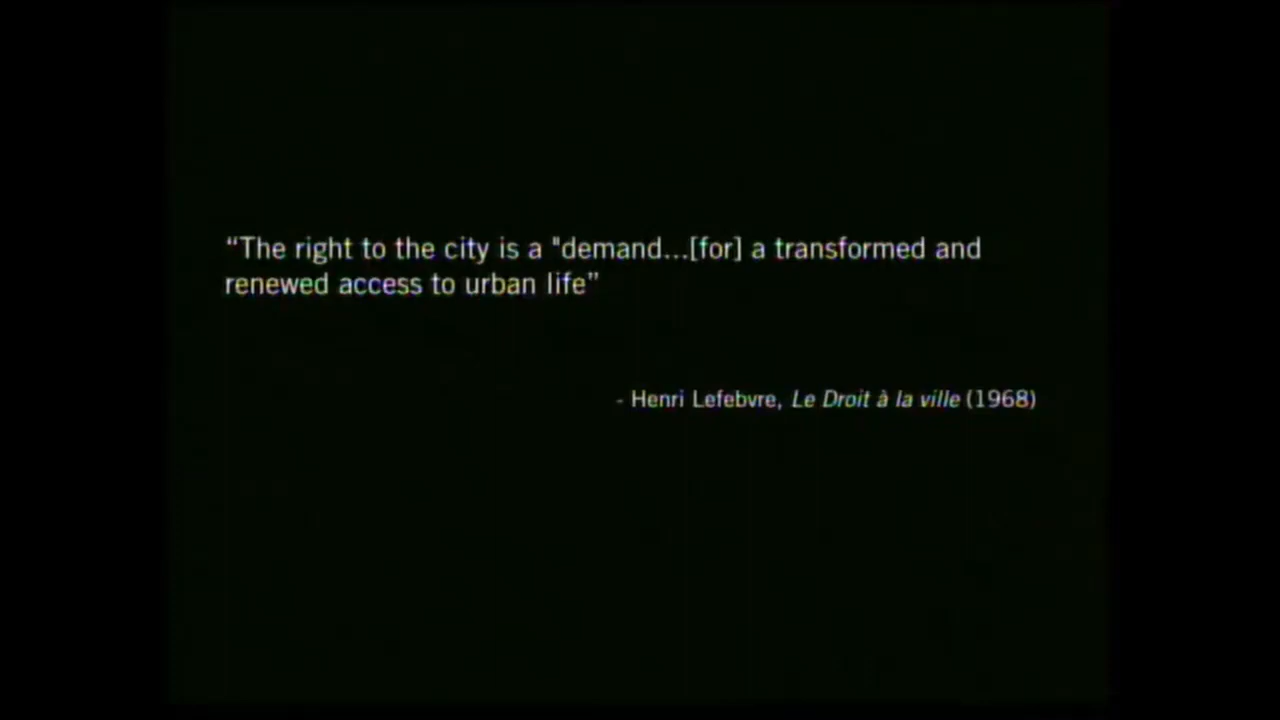 “The right to the city is a "demand...[for] a transformed and
renewed access to urban life”
- Henri Lefebvre, Le Droit à la ville (1968)